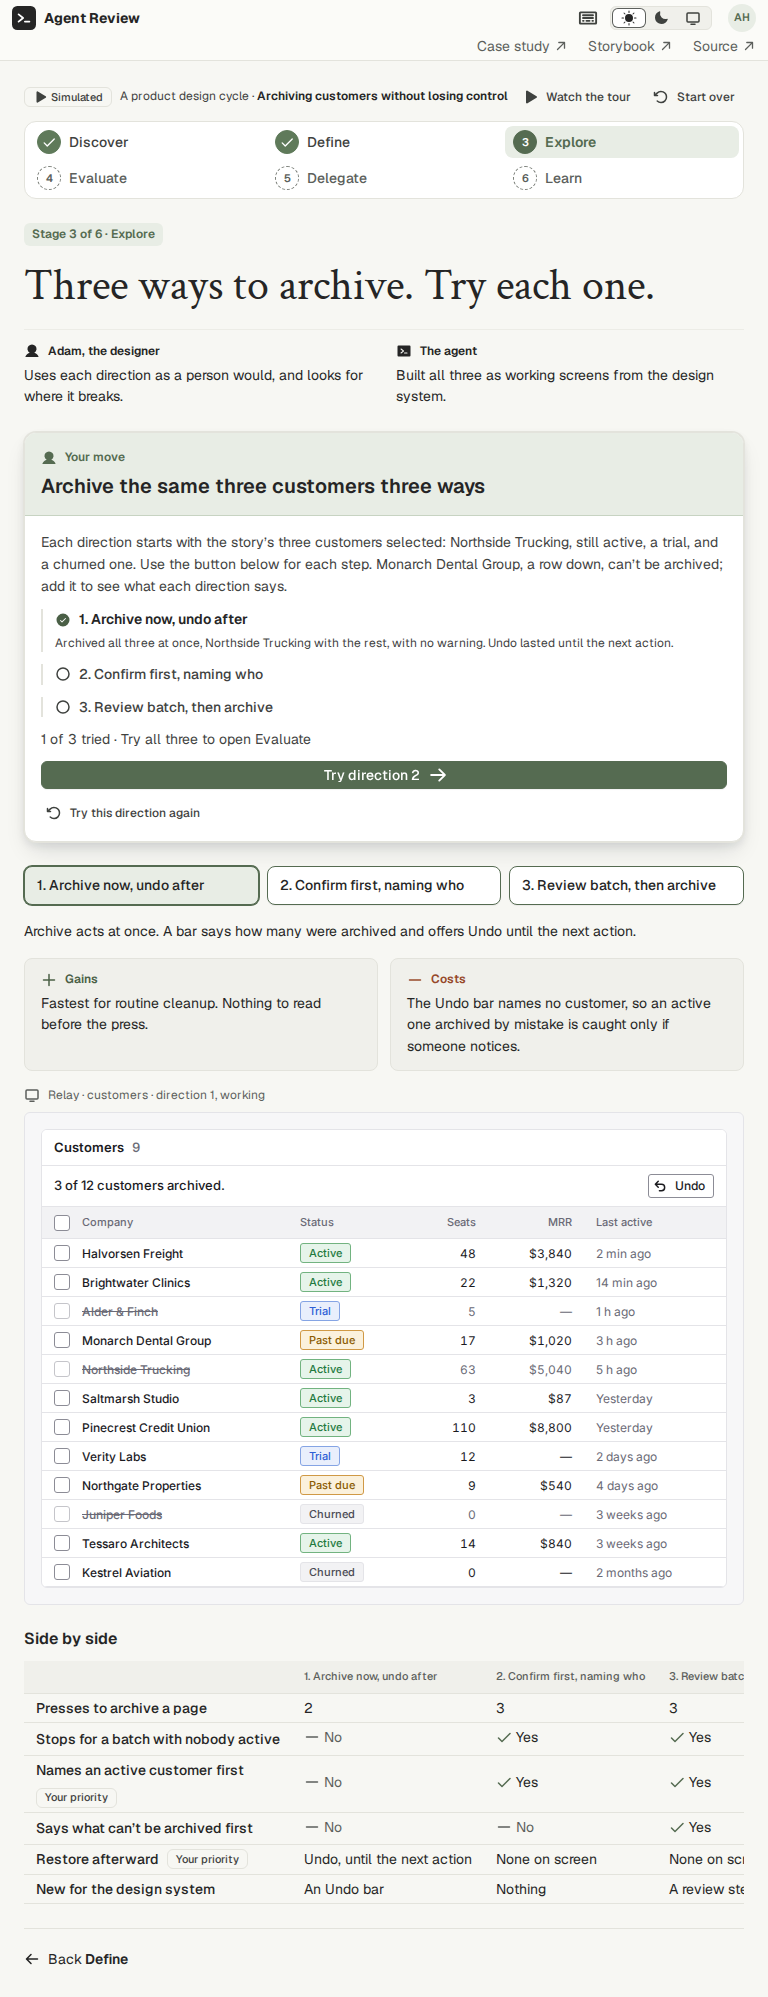 Agent Review
AH
Case study
Storybook
Source
Simulated
A product design cycle · Archiving customers without losing control
Watch the tour
Start over
Discover
Define
3 Explore
4 Evaluate
5 Delegate
6 Learn
Stage 3 of 6 · Explore
Three ways to archive. Try each one.
Adam, the designer
Uses each direction as a person would, and looks for
where it breaks.
The agent
Built all three as working screens from the design
system.
Your move
Archive the same three customers three ways
Each direction starts with the story’s three customers selected: Northside Trucking, still active, a trial, and
a churned one. Use the button below for each step. Monarch Dental Group, a row down, can’t be archived;
add it to see what each direction says.
1. Archive now, undo after
Archived all three at once, Northside Trucking with the rest, with no warning. Undo lasted until the next action.
2. Confirm first, naming who
3. Review batch, then archive
1 of 3 tried · Try all three to open Evaluate
Try direction 2
Try this direction again
1. Archive now, undo after
2. Confirm first, naming who
3. Review batch, then archive
Archive acts at once. A bar says how many were archived and offers Undo until the next action.
Gains
Fastest for routine cleanup. Nothing to read
before the press.
Costs
The Undo bar names no customer, so an active
one archived by mistake is caught only if
someone notices.
Relay · customers · direction 1, working
Customers 9
3 of 12 customers archived.
Undo
Company Status Seats MRR Last active
Halvorsen Freight Active 48 $3,840 2 min ago
Brightwater Clinics Active 22 $1,320 14 min ago
Alder & Finch Trial 5 — 1 h ago
Monarch Dental Group Past due 17 $1,020 3 h ago
Northside Trucking Active 63 $5,040 5 h ago
Saltmarsh Studio Active 3 $87 Yesterday
Pinecrest Credit Union Active 110 $8,800 Yesterday
Verity Labs Trial 12 — 2 days ago
Northgate Properties Past due 9 $540 4 days ago
Juniper Foods Churned 0 — 3 weeks ago
Tessaro Architects Active 14 $840 3 weeks ago
Kestrel Aviation Churned 0 — 2 months ago
Side by side
1. Archive now, undo after 2. Confirm first, naming who 3. Review batc
Presses to archive a page 2 3 3
Stops for a batch with nobody active No Yes Yes
Names an active customer first No Yes Yes
Your priority
Says what can’t be archived first No No Yes
Restore afterward Your priority Undo, until the next action None on screen None on scr
New for the design system An Undo bar Nothing A review ste
Back Define